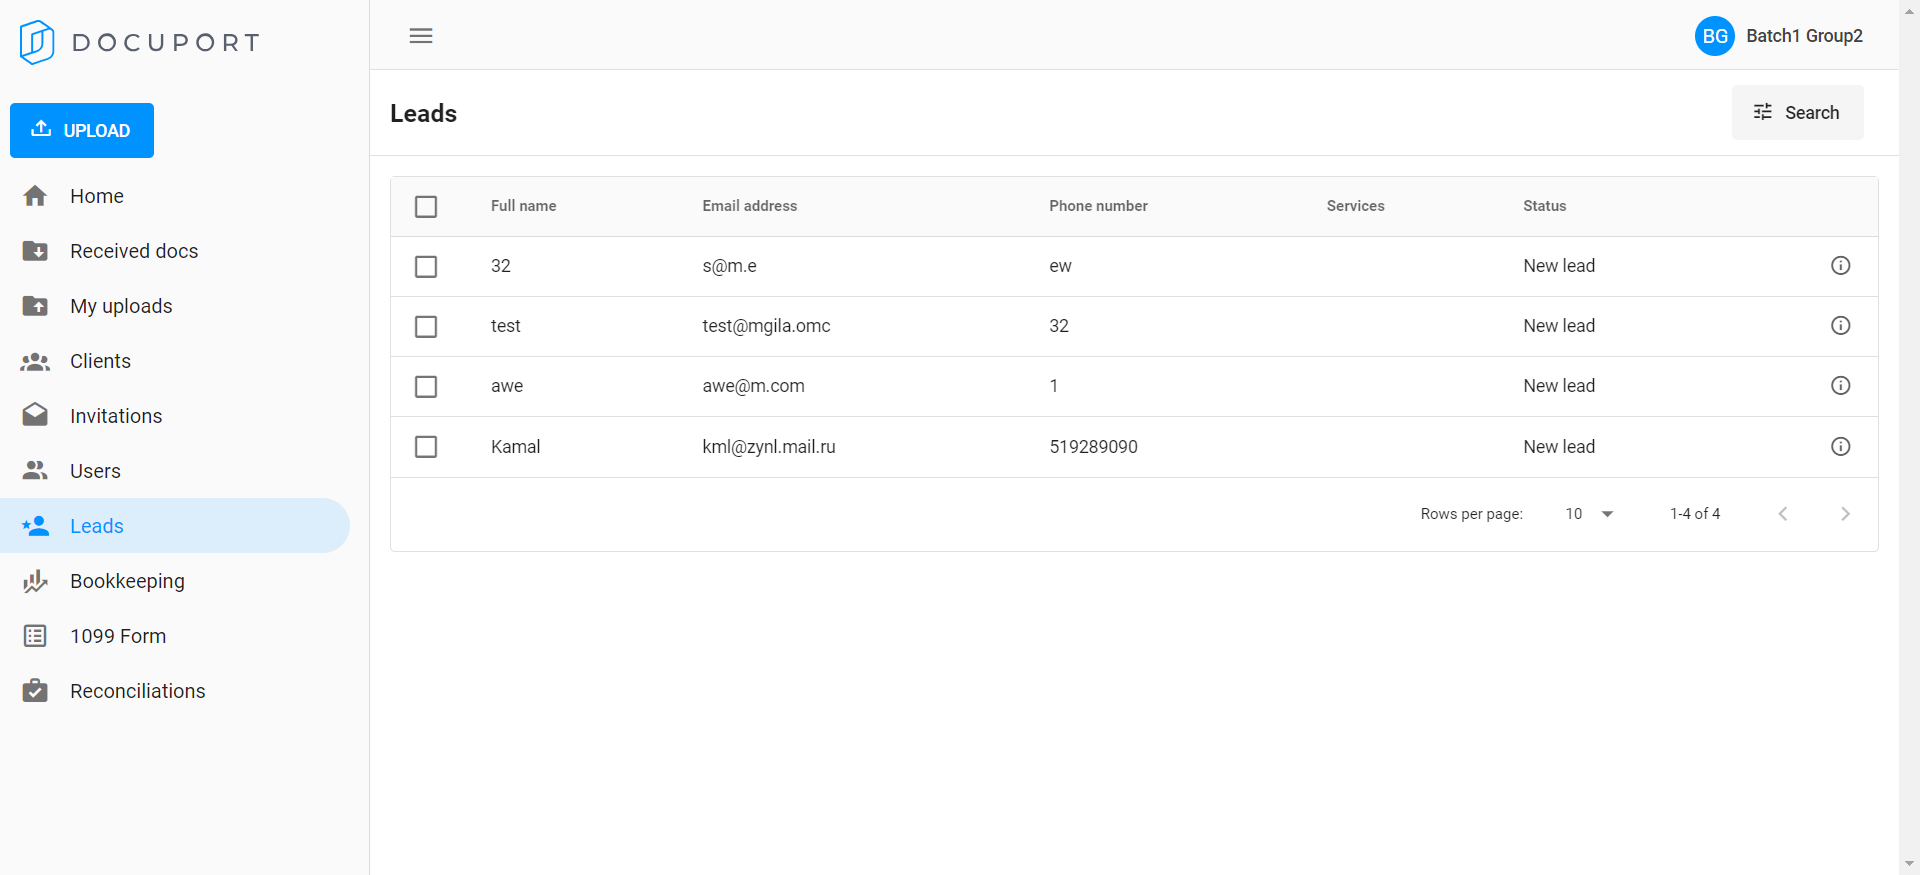 DOCUPORT
BG Batch1 Group2
UPLOAD
Home
Received docs
My uploads
Clients
Invitations
Users
Leads
Bookkeeping
1099 Form
Reconciliations
Leads
Search
Full name Email address Phone number Services Status
32 s@m.e ew New lead
test test@mgila.omc 32 New lead
awe awe@m.com 1 New lead
Kamal kml@zynl.mail.ru 519289090 New lead
Rows per page: 10 1-4 of 4